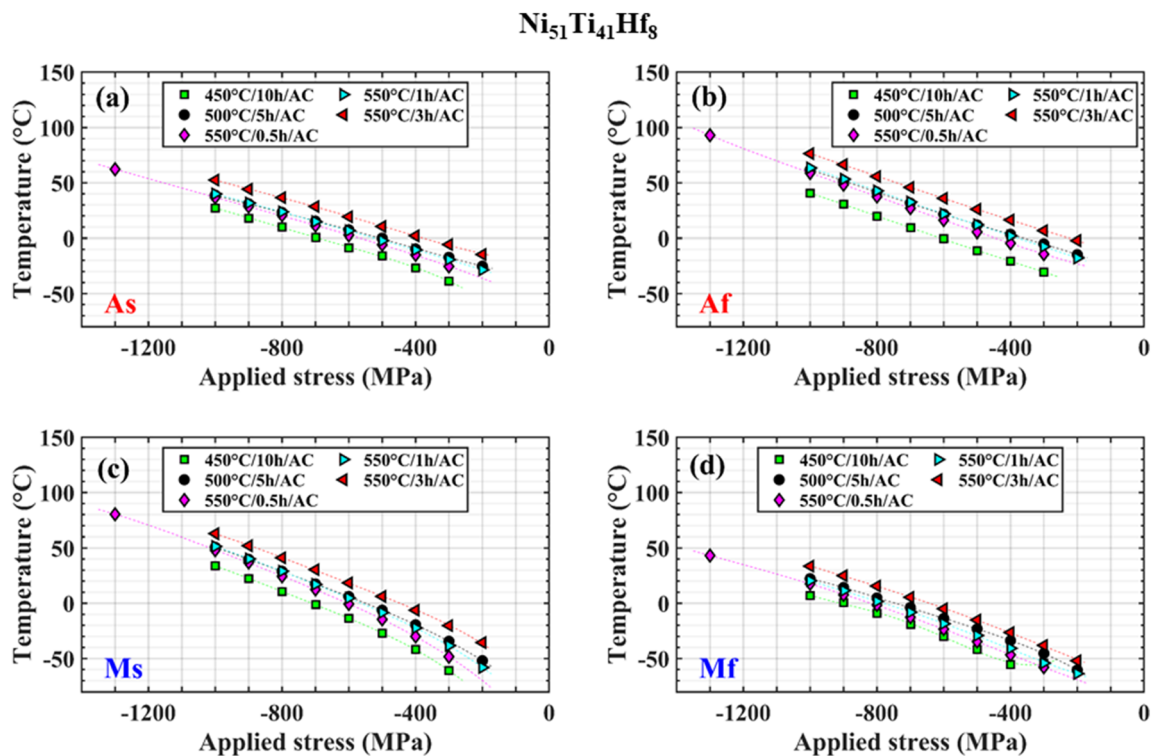 Ni51Ti41Hf8
(a)
450°C/10h/AC
500°C/5h/AC
550°C/0.5h/AC
550°C/1h/AC
550°C/3h/AC
150
100
50
0
-50
Temperature (°C)
As
-1200
-800
-400
0
Applied stress (MPa)
(b)
450°C/10h/AC
500°C/5h/AC
550°C/0.5h/AC
550°C/1h/AC
550°C/3h/AC
150
100
50
0
-50
Temperature (°C)
Af
-1200
-800
-400
0
Applied stress (MPa)
(c)
450°C/10h/AC
500°C/5h/AC
550°C/0.5h/AC
550°C/1h/AC
550°C/3h/AC
150
100
50
0
-50
Temperature (°C)
Ms
-1200
-800
-400
0
Applied stress (MPa)
(d)
450°C/10h/AC
500°C/5h/AC
550°C/0.5h/AC
550°C/1h/AC
550°C/3h/AC
150
100
50
0
-50
Temperature (°C)
Mf
-1200
-800
-400
0
Applied stress (MPa)